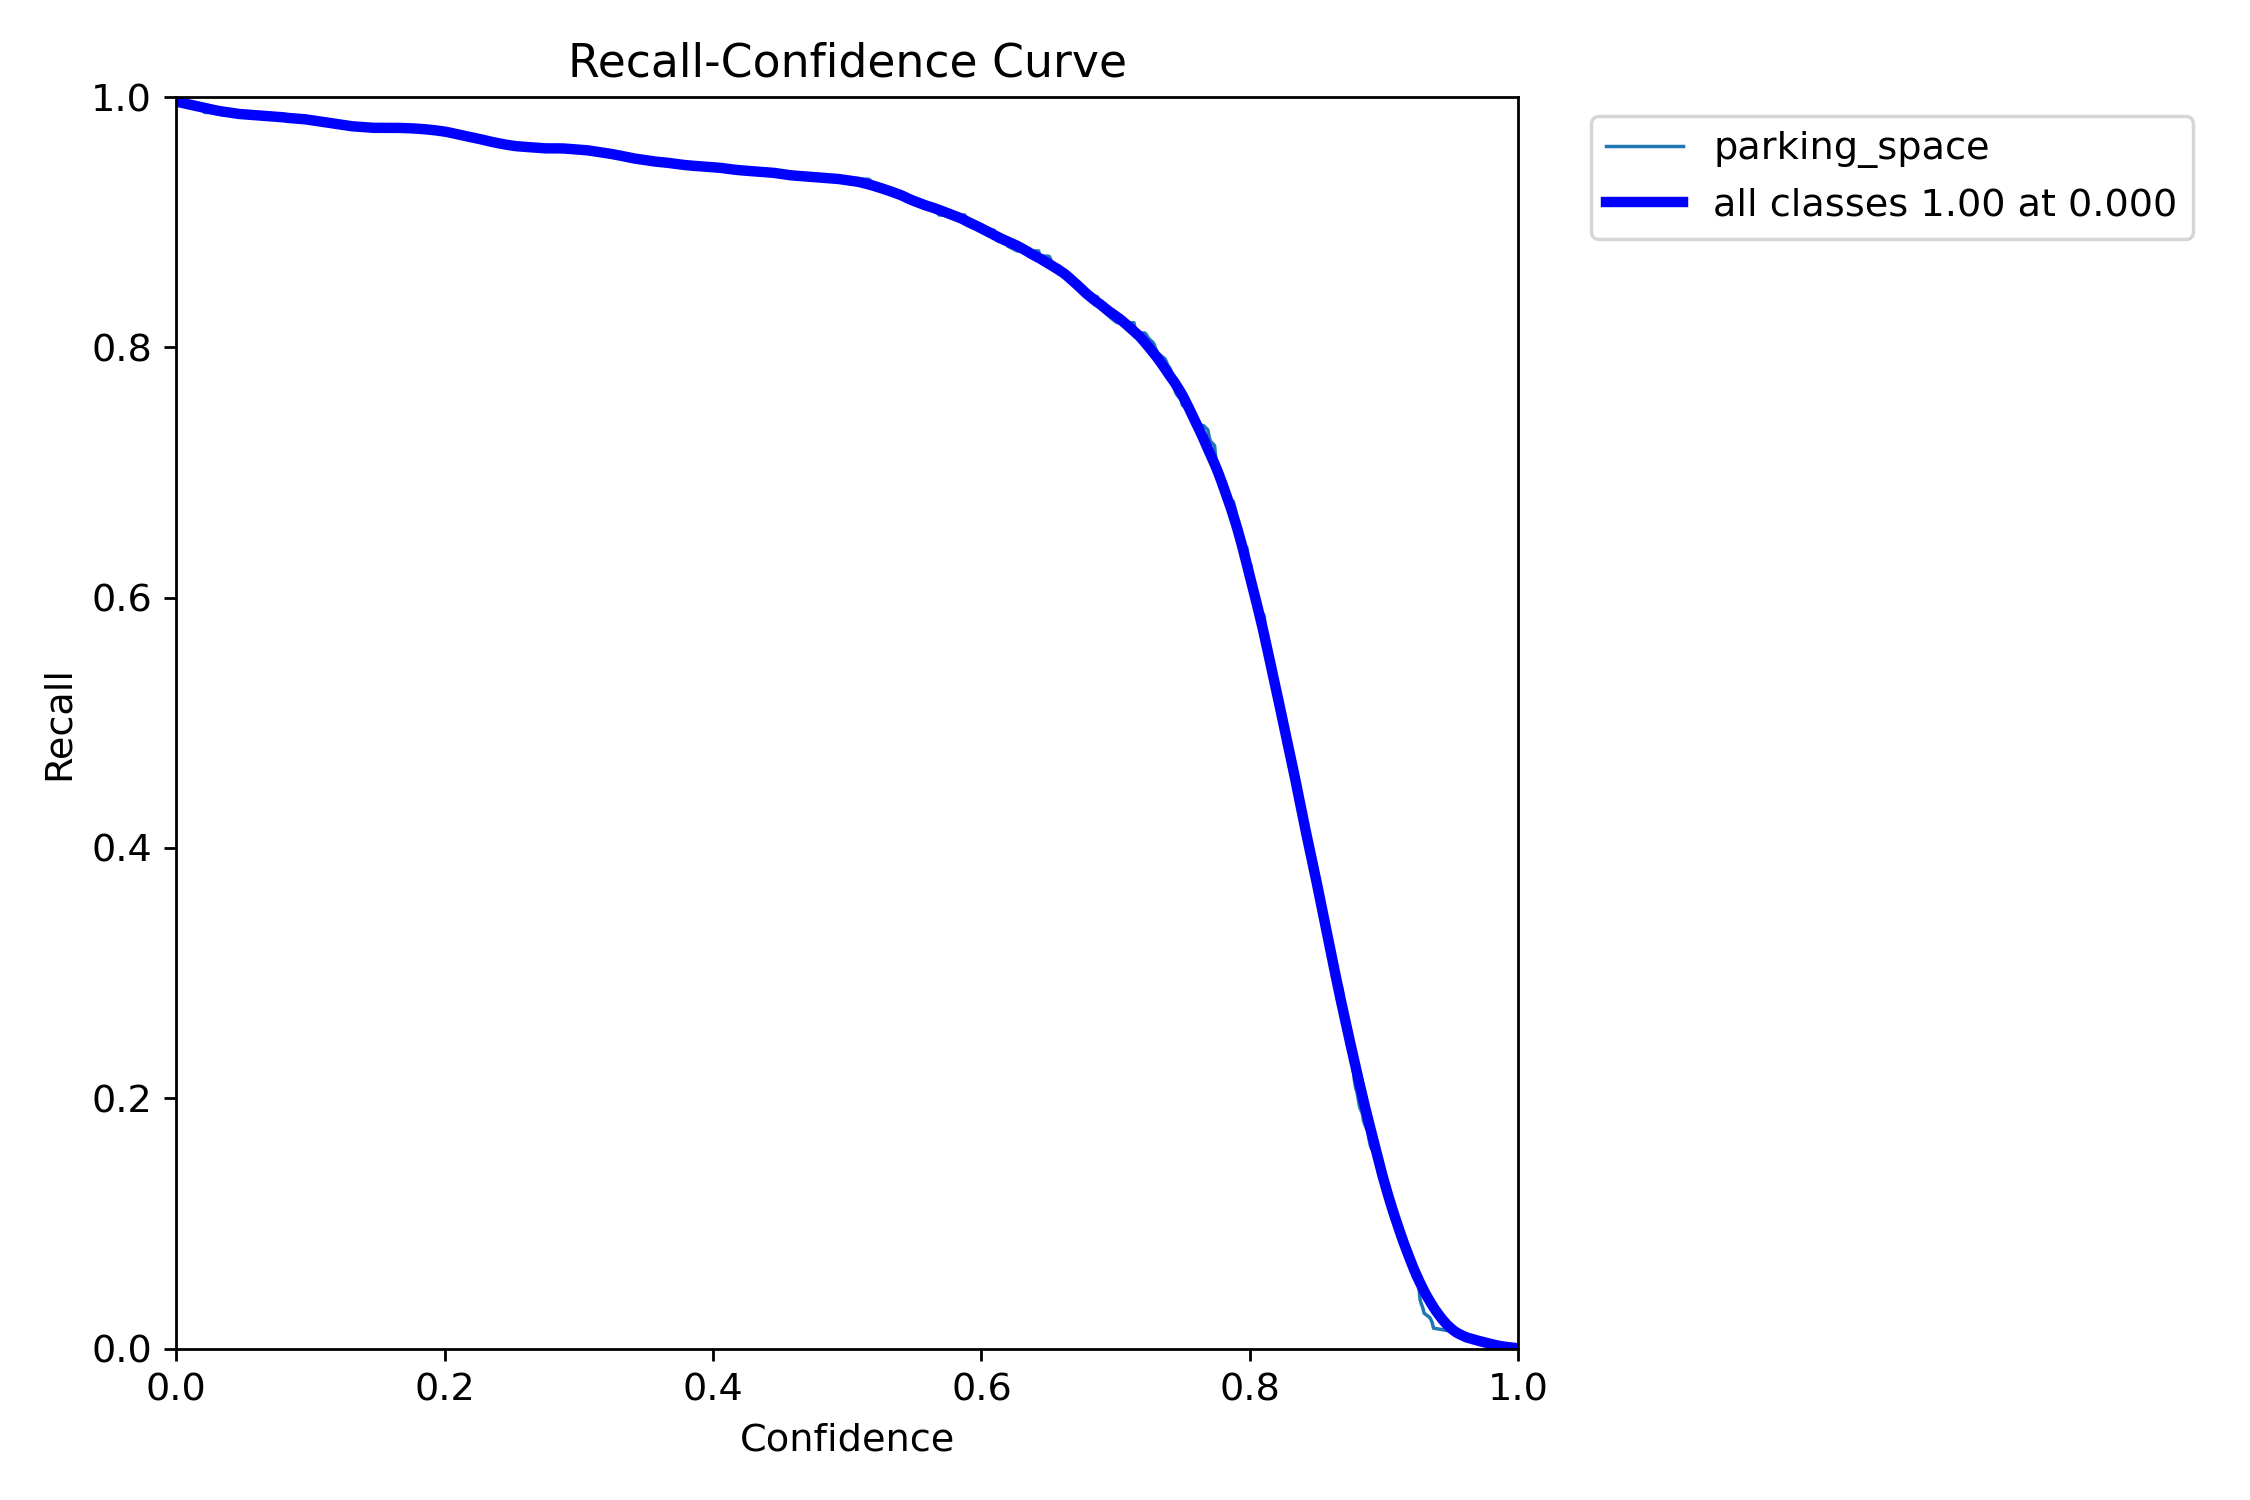 Recall-Confidence Curve
1.0
0.8
0.6
0.4
0.2
0.0
Recall
0.0 0.2 0.4 0.6 0.8 1.0
Confidence
parking_space
all classes 1.00 at 0.000